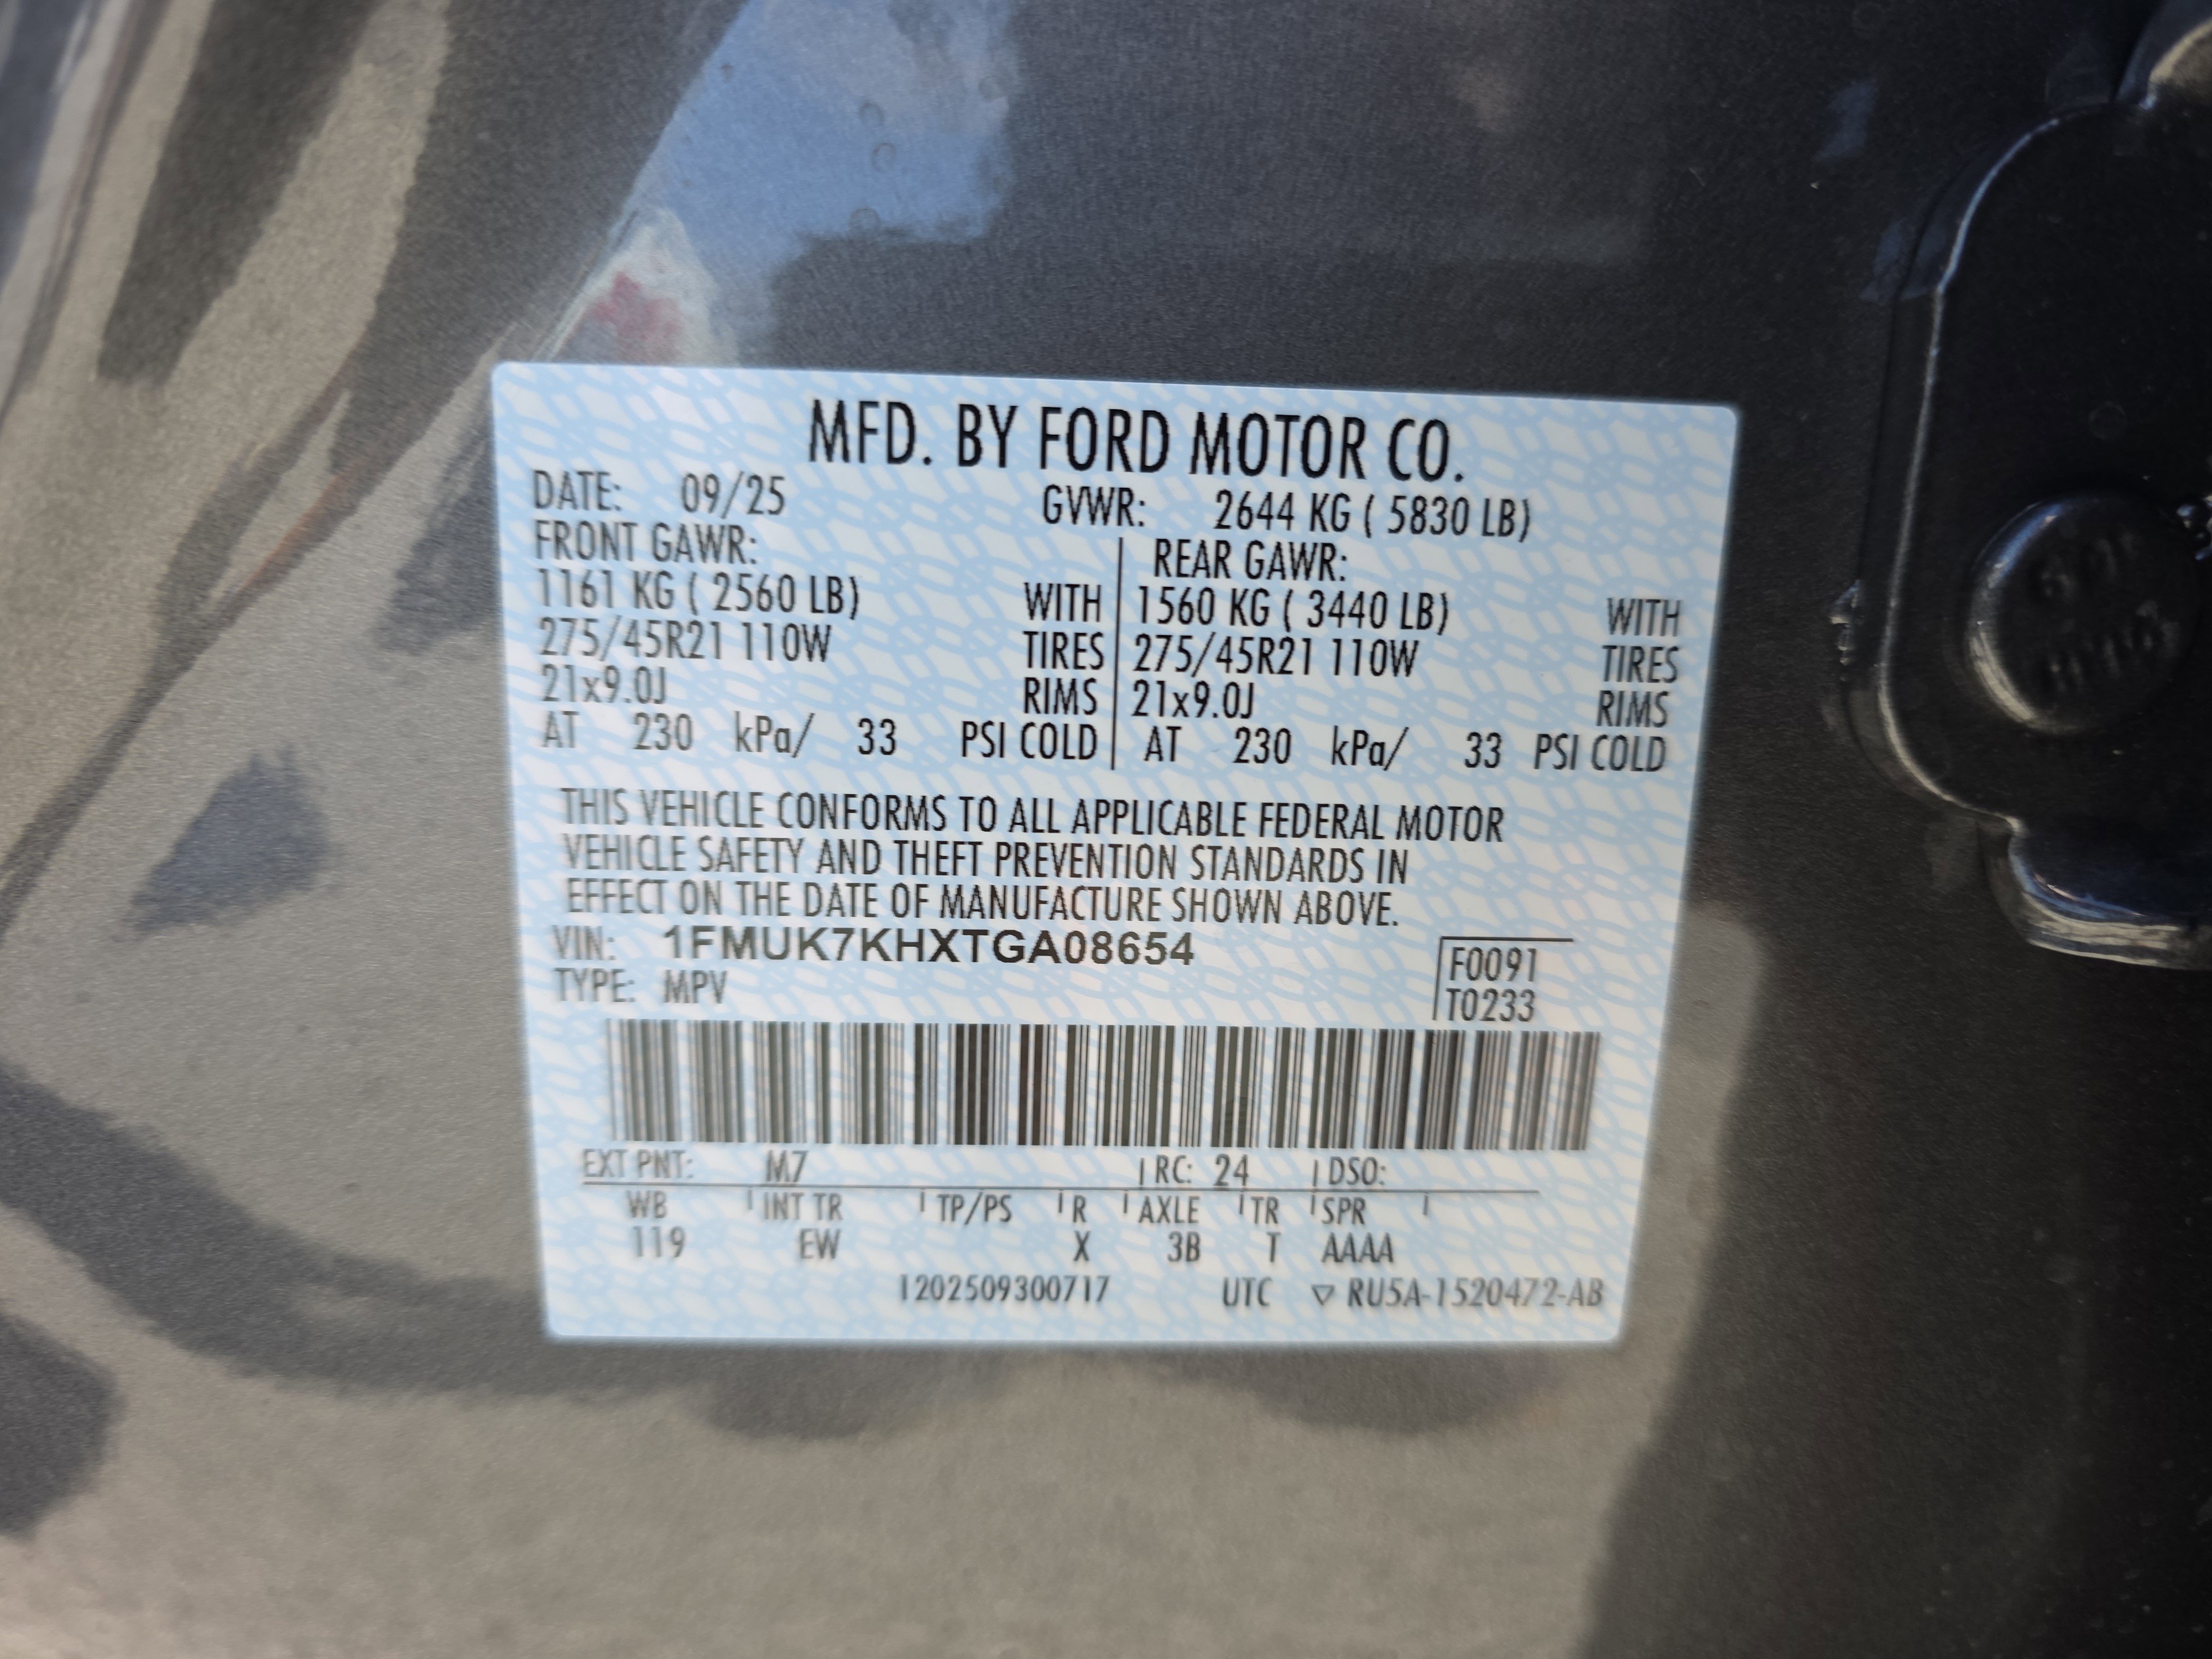 MFD. BY FORD MOTOR CO.
DATE: 09/25 GVWR: 2644 KG ( 5830 LB)
FRONT GAWR: REAR GAWR:
1161 KG ( 2560 LB) WITH 1560 KG ( 3440 LB) WITH
275/45R21 110W TIRES 275/45R21 110W TIRES
21x9.0J RIMS 21x9.0J RIMS
AT 230 kPa/ 33 PSI COLD AT 230 kPa/ 33 PSI COLD
THIS VEHICLE CONFORMS TO ALL APPLICABLE FEDERAL MOTOR
VEHICLE SAFETY AND THEFT PREVENTION STANDARDS IN
EFFECT ON THE DATE OF MANUFACTURE SHOWN ABOVE.
VIN: 1FMUK7KHXTGA08654
F0091
TYPE: MPV
T0233
EXT PNT: M7 RC: 24 DSO:
WB INT TR TP/PS R AXLE TR SPR
119 EW X 3B T AAAA
1202509300717 UTC ▽ RU5A-1520472-AB